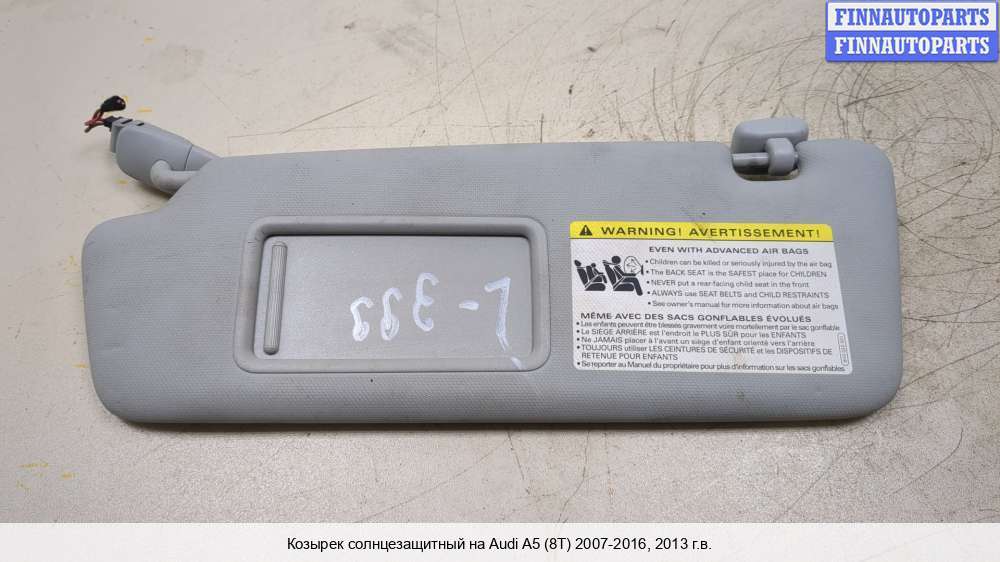 FINNAUTOPARTS
FINNAUTOPARTS
WARNING! AVERTISSEMENT!
EVEN WITH ADVANCED AIR BAGS
• Children can be killed or seriously injured by the air bag
• The BACK SEAT is the SAFEST place for CHILDREN
• NEVER put a rear-facing child seat in the front
• ALWAYS use SEAT BELTS and CHILD RESTRAINTS
• See owner's manual for more information about air bags
MÊME AVEC DES SACS GONFLABLES ÉVOLUÉS
• Les enfants peuvent être blessés gravement voire mortellement par le sac gonflable
• Le SIÈGE ARRIÈRE est l'endroit le PLUS SÛR pour les ENFANTS
• Ne JAMAIS placer à l'avant un siège d'enfant orienté vers l'arrière
• TOUJOURS utiliser LES CEINTURES DE SÉCURITÉ et les DISPOSITIFS DE
RETENUE POUR ENFANTS
• Se reporter au Manuel du propriétaire pour plus d'information sur les sacs gonflables
L-399
Козырек солнцезащитный на Audi A5 (8T) 2007-2016, 2013 г.в.